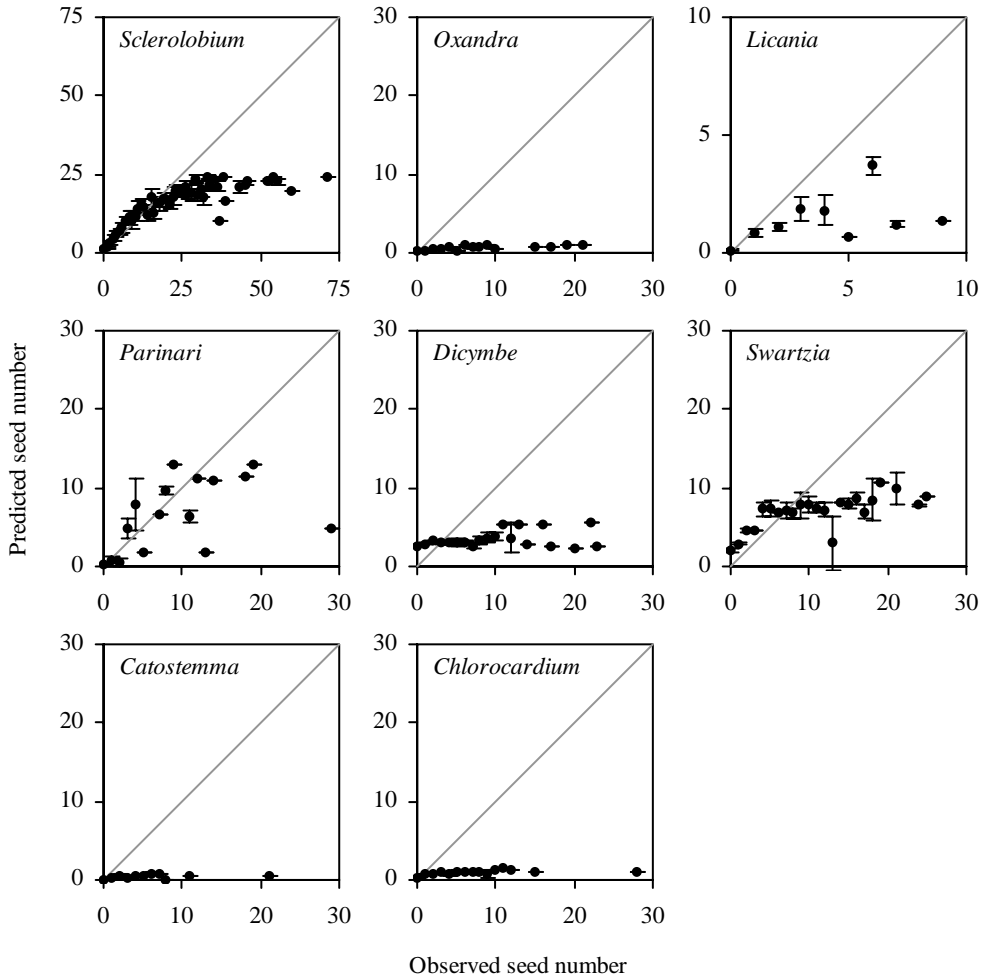 75 30 10
Sclerolobium Oxandra Licania
50 20
5
25 10
0 0 0
0 25 50 75 0 10 20 30 0 5 10
30 30 30
Parinari Dicymbe Swartzia
20 20 20
10 10 10
0 0 0
0 10 20 30 0 10 20 30 0 10 20 30
Predicted seed number
30 30
Catostemma Chlorocardium
20 20
10 10
0 0
0 10 20 30 0 10 20 30
Observed seed number